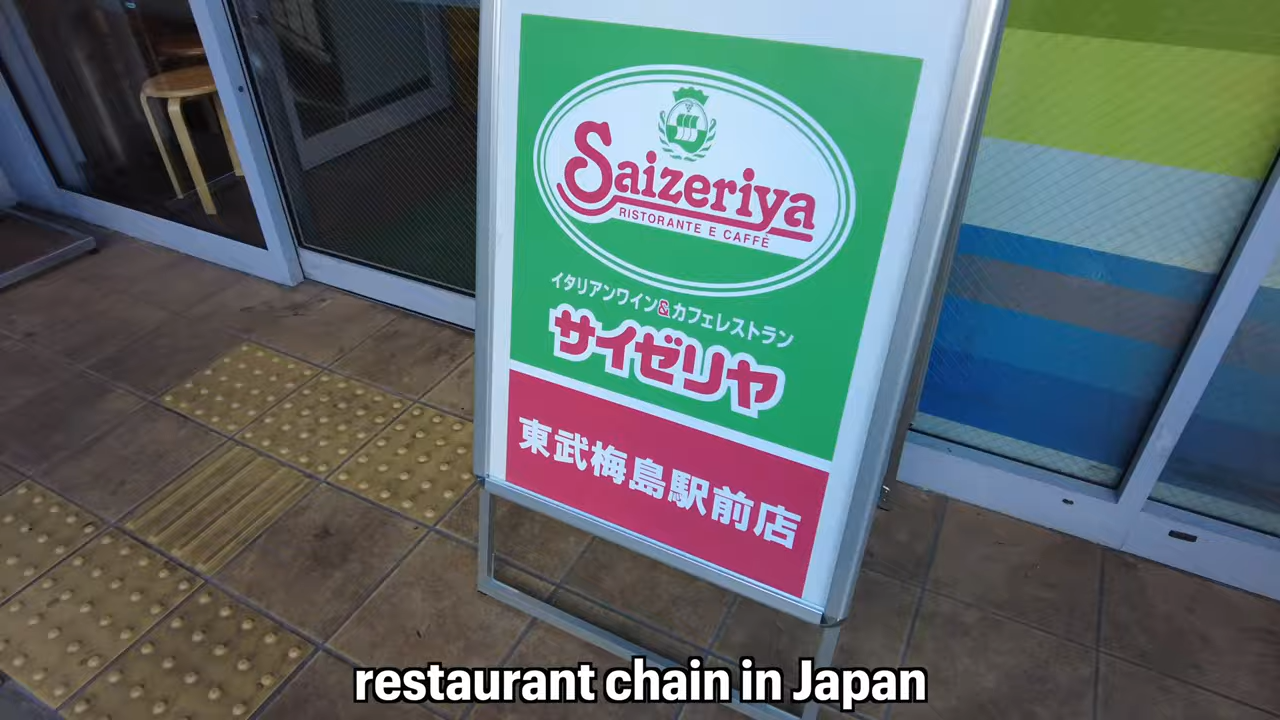 Saizeriya
RISTORANTE E CAFFÈ
イタリアンワイン&カフェレストラン
サイゼリヤ
東武梅島駅前店
restaurant chain in Japan